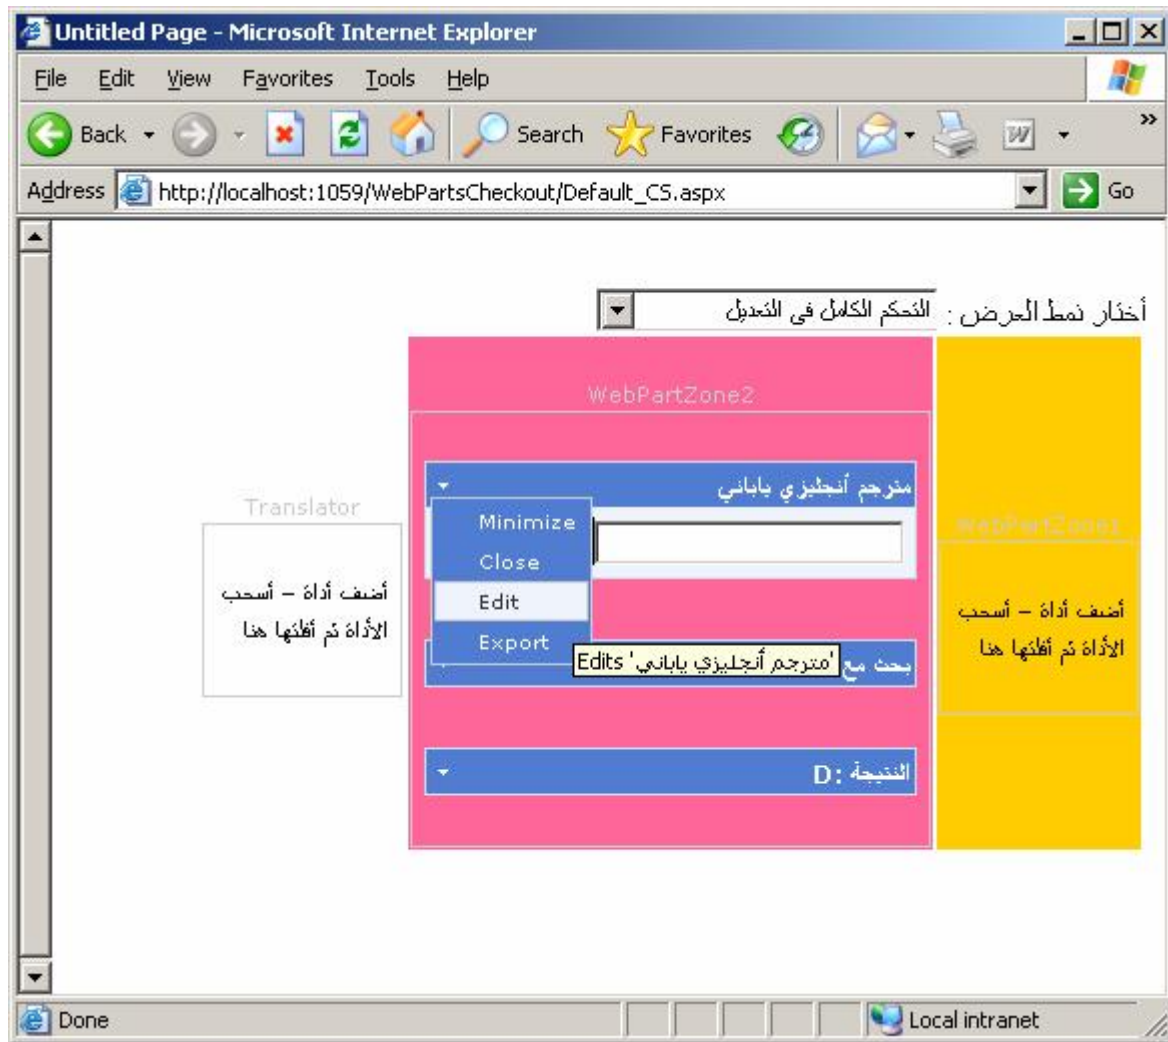 Untitled Page - Microsoft Internet Explorer
File Edit View Favorites Tools Help
Back Search Favorites
Address http://localhost:1059/WebPartsCheckout/Default_CS.aspx Go
أختار نمط العرض : التحكم الكامل في التعديل
WebPartZone2
مترجم أنجليزي ياباني
Minimize
Close
Edit
Export
Edits 'مترجم أنجليزي ياباني'
بحث مع
النتيجة :D
WebPartZone1
أضف أداة – أسحب
الأداة ثم أفلتها هنا
Translator
أضف أداة – أسحب
الأداة ثم أفلتها هنا
Done Local intranet